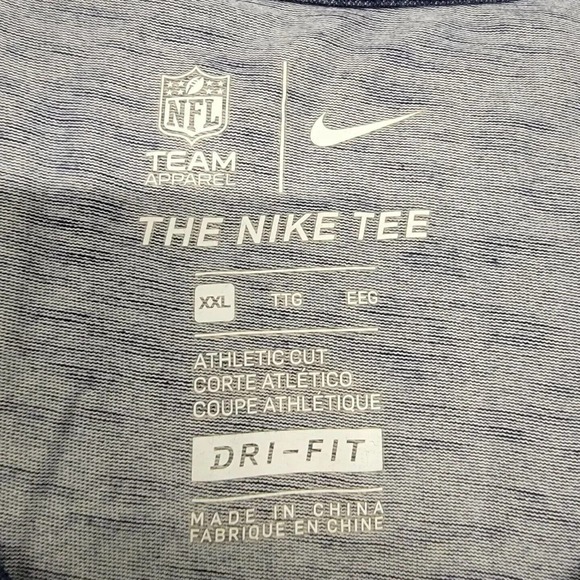 NFL
TEAM
APPAREL
THE NIKE TEE
XXL TTG EEG
ATHLETIC CUT
CORTE ATLÉTICO
COUPE ATHLÉTIQUE
DRI-FIT
MADE IN CHINA
FABRIQUE EN CHINE